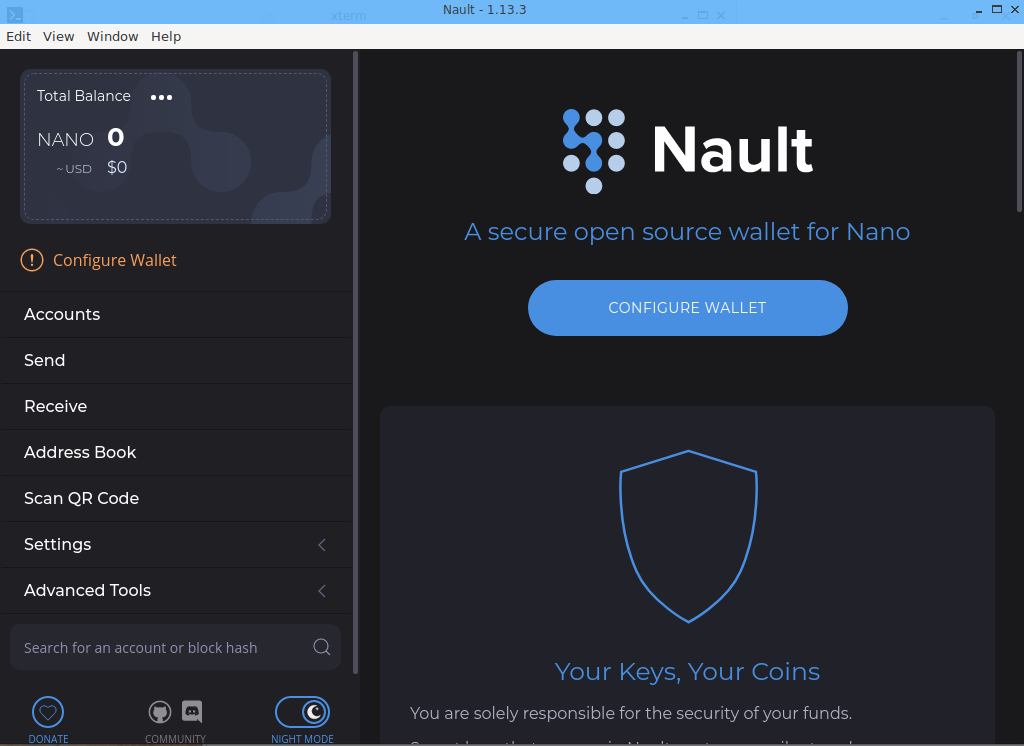 xterm
Nault - 1.13.3
Edit View Window Help
Total Balance
NANO 0
~ USD $0
Configure Wallet
Accounts
Send
Receive
Address Book
Scan QR Code
Settings
Advanced Tools
Search for an account or block hash
DONATE
COMMUNITY
NIGHT MODE
Nault
A secure open source wallet for Nano
CONFIGURE WALLET
Your Keys, Your Coins
You are solely responsible for the security of your funds.